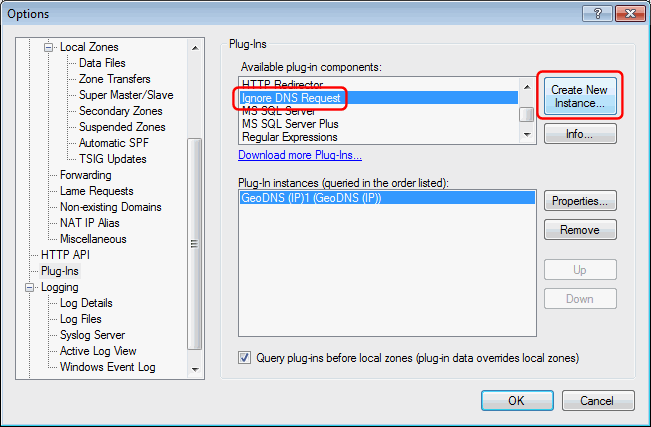 Options
Local Zones
Data Files
Zone Transfers
Super Master/Slave
Secondary Zones
Suspended Zones
Automatic SPF
TSIG Updates
Forwarding
Lame Requests
Non-existing Domains
NAT IP Alias
Miscellaneous
HTTP API
Plug-Ins
Logging
Log Details
Log Files
Syslog Server
Active Log View
Windows Event Log
Plug-Ins
Available plug-in components:
HTTP Redirector
Ignore DNS Request
MS SQL Server
MS SQL Server Plus
Regular Expressions
Create New
Instance...
Info...
Download more Plug-Ins...
Plug-In instances (queried in the order listed):
GeoDNS (IP)1 (GeoDNS (IP))
Properties...
Remove
Up
Down
Query plug-ins before local zones (plug-in data overrides local zones)
OK
Cancel